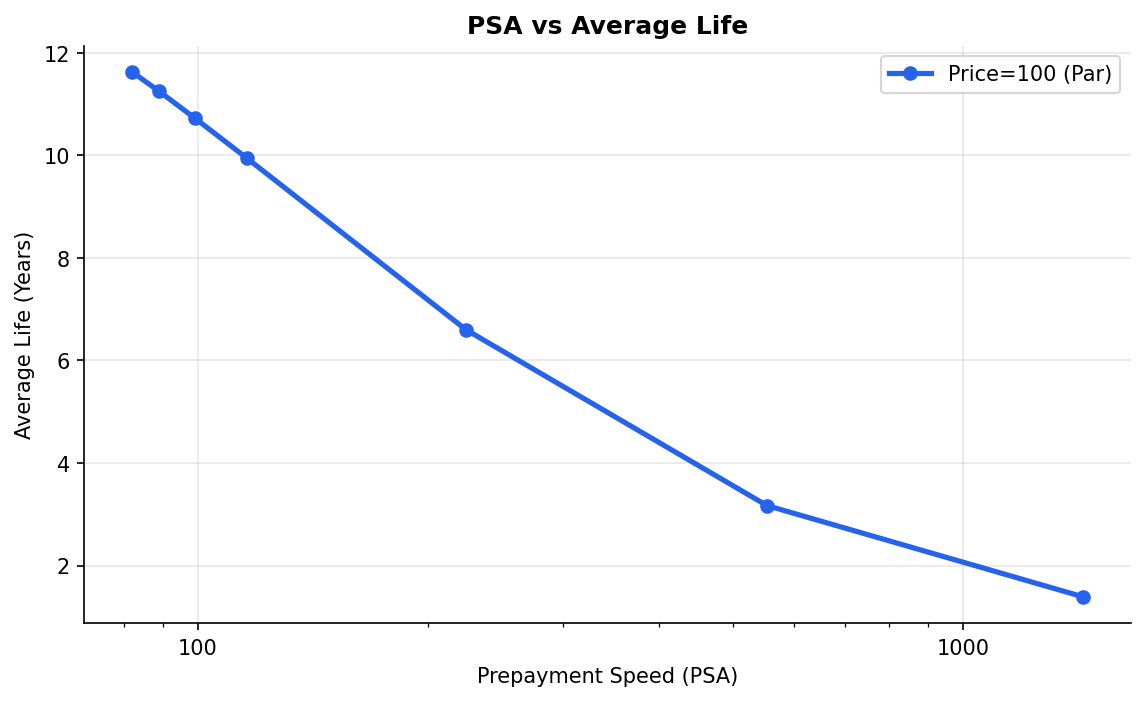 PSA vs Average Life
Price=100 (Par)
12
10
8
6
4
2
Average Life (Years)
100
1000
Prepayment Speed (PSA)